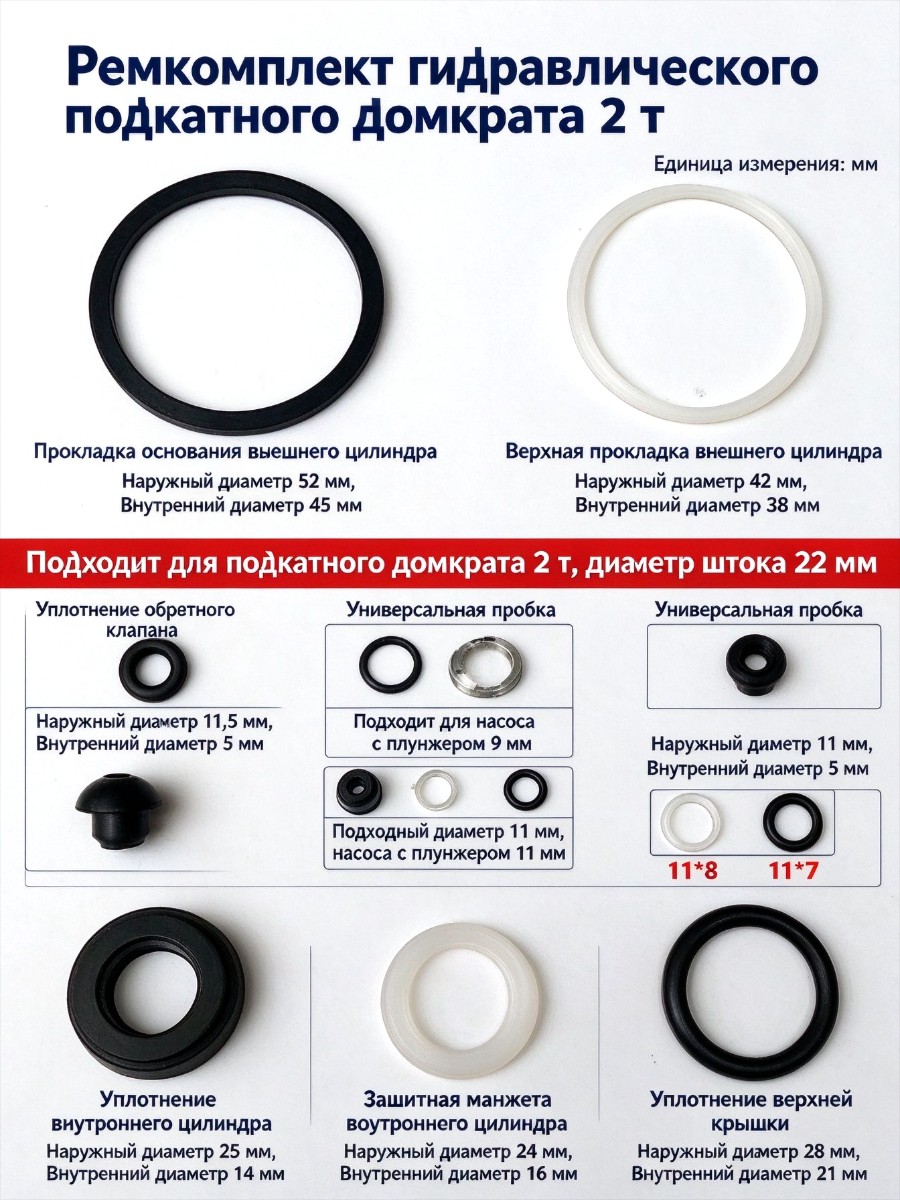 Ремкомплект гидравлического
подкатного домкрата 2 т
Единица измерения: мм
Прокладка основания выешнего цилиндра
Наружный диаметр 52 мм,
Внутренний диаметр 45 мм
Верхная прокладка внешнего цилиндра
Наружный диаметр 42 мм,
Внутренний диаметр 38 мм
Подходит для подкатного домкрата 2 т, диаметр штока 22 мм
Уплотнение обретного
клапана
Наружный диаметр 11,5 мм,
Внутренний диаметр 5 мм
Универсальная пробка
Подходит для насоса
с плунжером 9 мм
Подходный диаметр 11 мм,
насоса с плунжером 11 мм
Универсальная пробка
Наружный диметр 11 мм,
Внутренний диаметр 5 мм
11*8
11*7
Уплотнение
внутроннего цилиндра
Наружный диаметр 25 мм,
Внутренний диаметр 14 мм
Зашитная манжета
воутроннего цилиндра
Наружный диаметр 24 мм,
Внутренний диаметр 16 мм
Уплотнение верхней
крышки
Наружный диаметр 28 мм,
Внутренний диаметр 21 мм